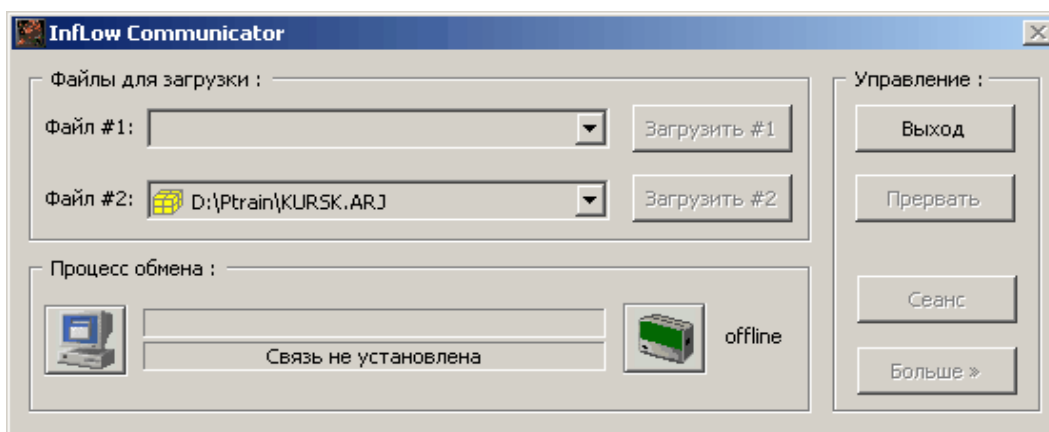 InfLow Communicator
Файлы для загрузки :
Файл #1:
Загрузить #1
Файл #2: D:\Ptrain\KURSK.ARJ
Загрузить #2
Процесс обмена :
Связь не установлена
offline
Управление :
Выход
Прервать
Сеанс
Больше »